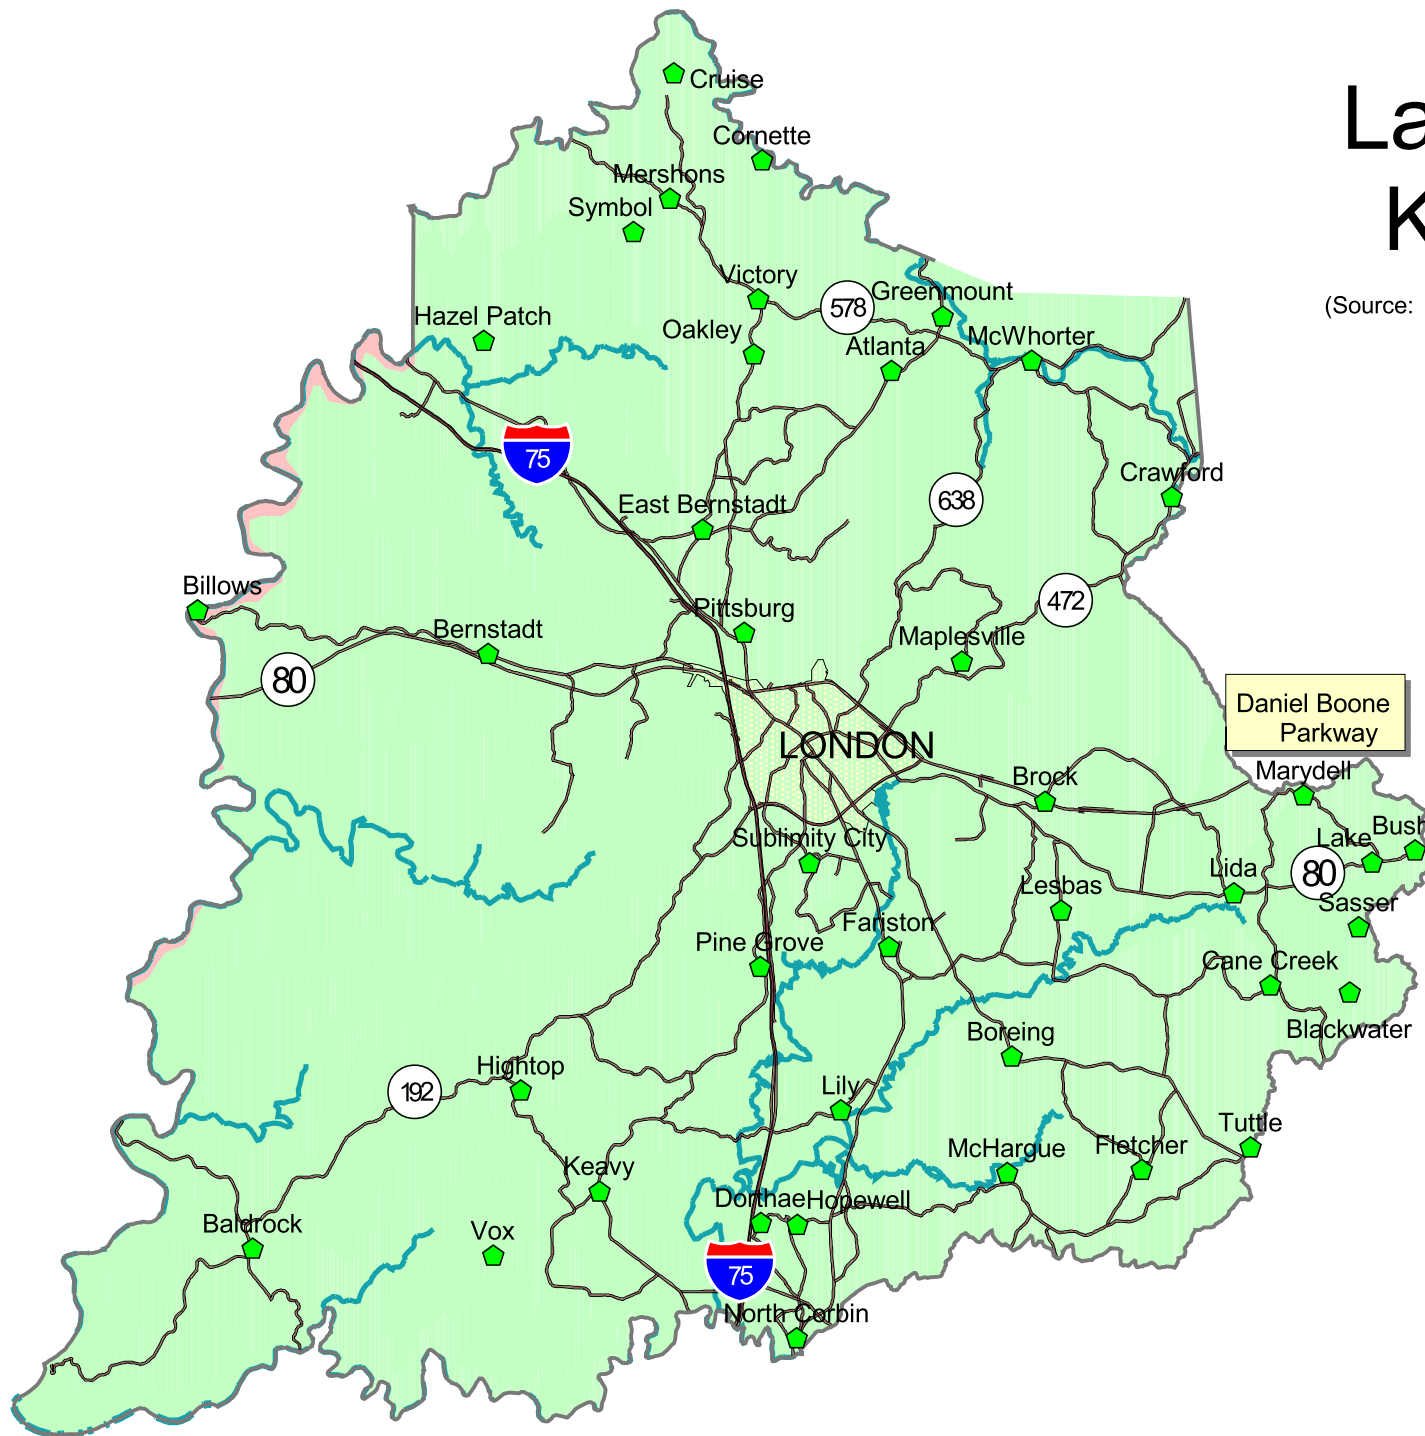 La
K
(Source:
Cruise
Cornette
Mershons
Symbol
Victory
578
Greenmount
Hazel Patch
Oakley
Atlanta
McWhorter
75
Crawford
638
East Bernstadt
Billows
472
Pittsburg
Bernstadt
Maplesville
80
Daniel Boone
Parkway
LONDON
Marydell
Brock
Sublimity City
Lake
Bush
Lida
80
Lesbas
Sasser
Fariston
Pine Grove
Cane Creek
Blackwater
Boreing
Hightop
192
Lily
Tuttle
McHargue
Fletcher
Keavy
Dorthae
Hopewell
Baldrock
Vox
75
North Corbin